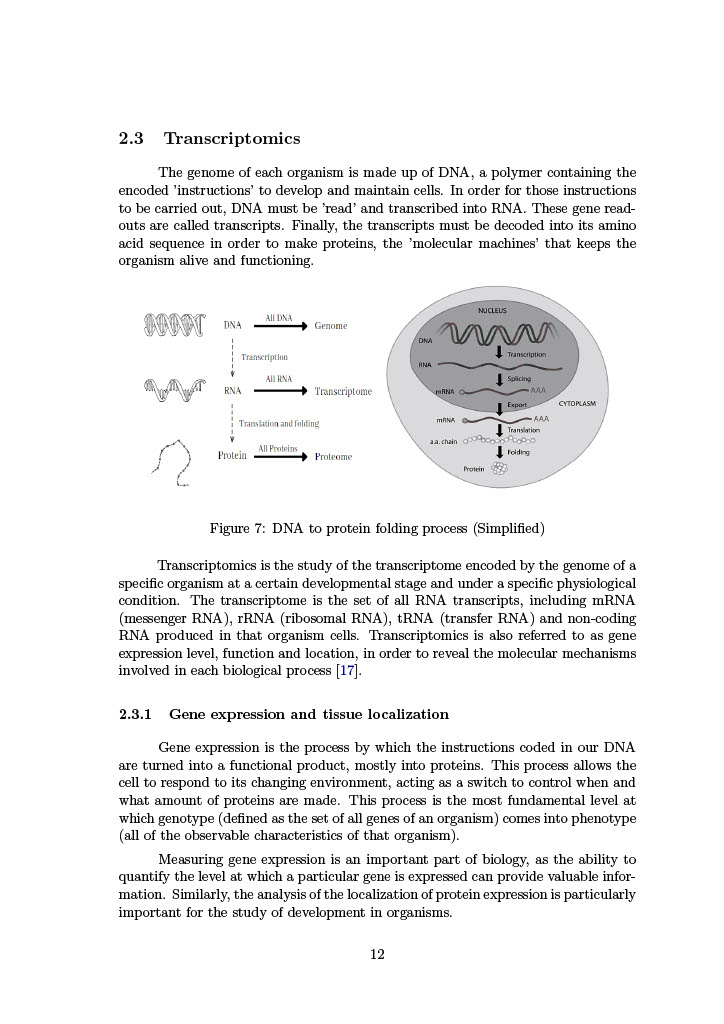 2.3 Transcriptomics
The genome of each organism is made up of DNA, a polymer containing the
encoded 'instructions' to develop and maintain cells. In order for those instructions
to be carried out, DNA must be 'read' and transcribed into RNA. These gene read-
outs are called transcripts. Finally, the transcripts must be decoded into its amino
acid sequence in order to make proteins, the 'molecular machines' that keeps the
organism alive and functioning.
DNA All DNA Genome
Transcription
RNA All RNA Transcriptome
Translation and folding
Protein All Proteins Proteome
NUCLEUS
DNA
Transcription
RNA
Splicing
mRNA AAA
Export
CYTOPLASM
mRNA AAA
Translation
a.a. chain
Folding
Protein
Figure 7: DNA to protein folding process (Simplified)
Transcriptomics is the study of the transcriptome encoded by the genome of a
specific organism at a certain developmental stage and under a specific physiological
condition. The transcriptome is the set of all RNA transcripts, including mRNA
(messenger RNA), rRNA (ribosomal RNA), tRNA (transfer RNA) and non-coding
RNA produced in that organism cells. Transcriptomics is also referred to as gene
expression level, function and location, in order to reveal the molecular mechanisms
involved in each biological process [17].
2.3.1 Gene expression and tissue localization
Gene expression is the process by which the instructions coded in our DNA
are turned into a functional product, mostly into proteins. This process allows the
cell to respond to its changing environment, acting as a switch to control when and
what amount of proteins are made. This process is the most fundamental level at
which genotype (defined as the set of all genes of an organism) comes into phenotype
(all of the observable characteristics of that organism).
Measuring gene expression is an important part of biology, as the ability to
quantify the level at which a particular gene is expressed can provide valuable infor-
mation. Similarly, the analysis of the localization of protein expression is particularly
important for the study of development in organisms.
12